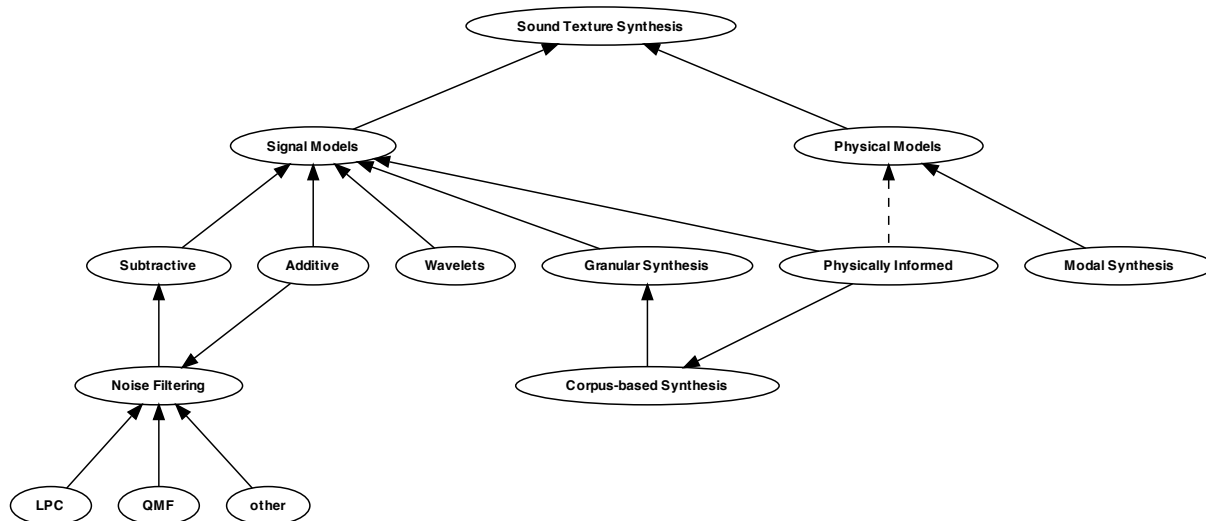 Sound Texture Synthesis
Signal Models
Physical Models
Subtractive
Additive
Wavelets
Granular Synthesis
Physically Informed
Modal Synthesis
Noise Filtering
Corpus-based Synthesis
LPC
QMF
other